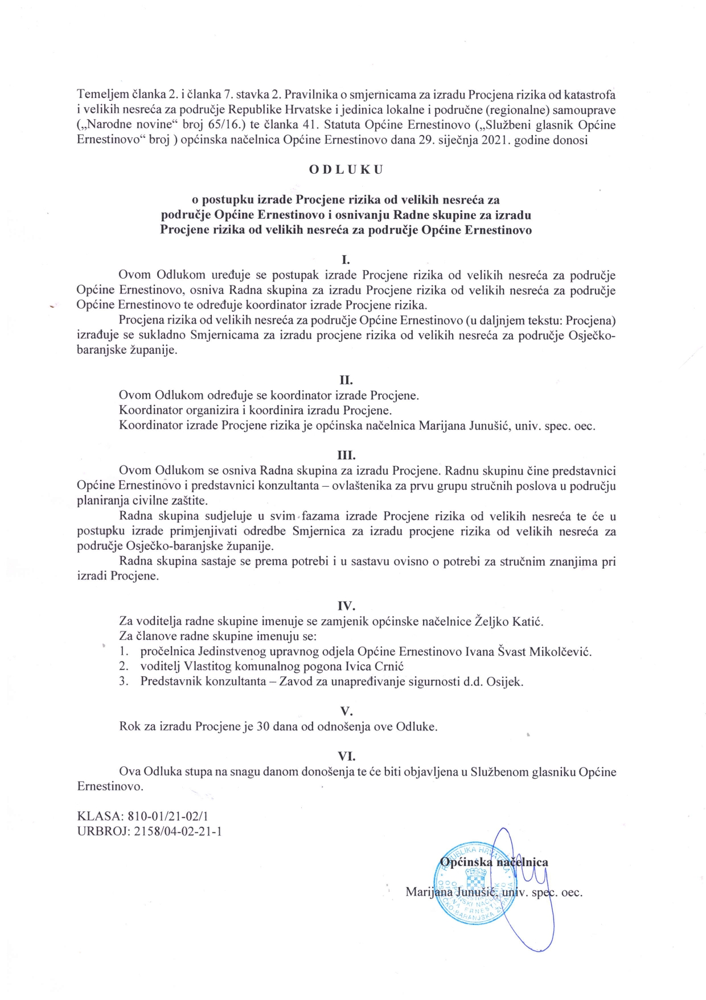 Temeljem članka 2. i članka 7. stavka 2. Pravilnika o smjernicama za izradu Procjena rizika od katastrofa
i velikih nesreća za područje Republike Hrvatske i jedinica lokalne i područne (regionalne) samouprave
(„Narodne novine“ broj 65/16.) te članka 41. Statuta Općine Ernestinovo („Službeni glasnik Općine
Ernestinovo“ broj ) općinska načelnica Općine Ernestinovo dana 29. siječnja 2021. godine donosi
O D L U K U
o postupku izrade Procjene rizika od velikih nesreća za
područje Općine Ernestinovo i osnivanju Radne skupine za izradu
Procjene rizika od velikih nesreća za područje Općine Ernestinovo
I.
Ovom Odlukom uređuje se postupak izrade Procjene rizika od velikih nesreća za područje
Općine Ernestinovo, osniva Radna skupina za izradu Procjene rizika od velikih nesreća za područje
Općine Ernestinovo te određuje koordinator izrade Procjene rizika.
Procjena rizika od velikih nesreća za područje Općine Ernestinovo (u daljnjem tekstu: Procjena)
izrađuje se sukladno Smjernicama za izradu procjene rizika od velikih nesreća za područje Osječko-
baranjske županije.
II.
Ovom Odlukom određuje se koordinator izrade Procjene.
Koordinator organizira i koordinira izradu Procjene.
Koordinator izrade Procjene rizika je općinska načelnica Marijana Junušić, univ. spec. oec.
III.
Ovom Odlukom se osniva Radna skupina za izradu Procjene. Radnu skupinu čine predstavnici
Općine Ernestinovo i predstavnici konzultanta – ovlaštenika za prvu grupu stručnih poslova u području
planiranja civilne zaštite.
Radna skupina sudjeluje u svim fazama izrade Procjene rizika od velikih nesreća te će u
postupku izrade primjenjivati odredbe Smjernica za izradu procjene rizika od velikih nesreća za
područje Osječko-baranjske županije.
Radna skupina sastaje se prema potrebi i u sastavu ovisno o potrebi za stručnim znanjima pri
izradi Procjene.
IV.
Za voditelja radne skupine imenuje se zamjenik općinske načelnice Željko Katić.
Za članove radne skupine imenuju se:
1. pročelnica Jedinstvenog upravnog odjela Općine Ernestinovo Ivana Švast Mikolčević.
2. voditelj Vlastitog komunalnog pogona Ivica Crnić
3. Predstavnik konzultanta – Zavod za unapređivanje sigurnosti d.d. Osijek.
V.
Rok za izradu Procjene je 30 dana od odnošenja ove Odluke.
VI.
Ova Odluka stupa na snagu danom donošenja te će biti objavljena u Službenom glasniku Općine
Ernestinovo.
KLASA: 810-01/21-02/1
URBROJ: 2158/04-02-21-1
Općinska načelnica
Marijana Junušić, univ. spec. oec.
REPUBLIKA HRVATSKA
OSJEČKO-BARANJSKA ŽUPANIJA
OPĆINA ERNESTINOVO
OPĆINSKI NAČELNIK